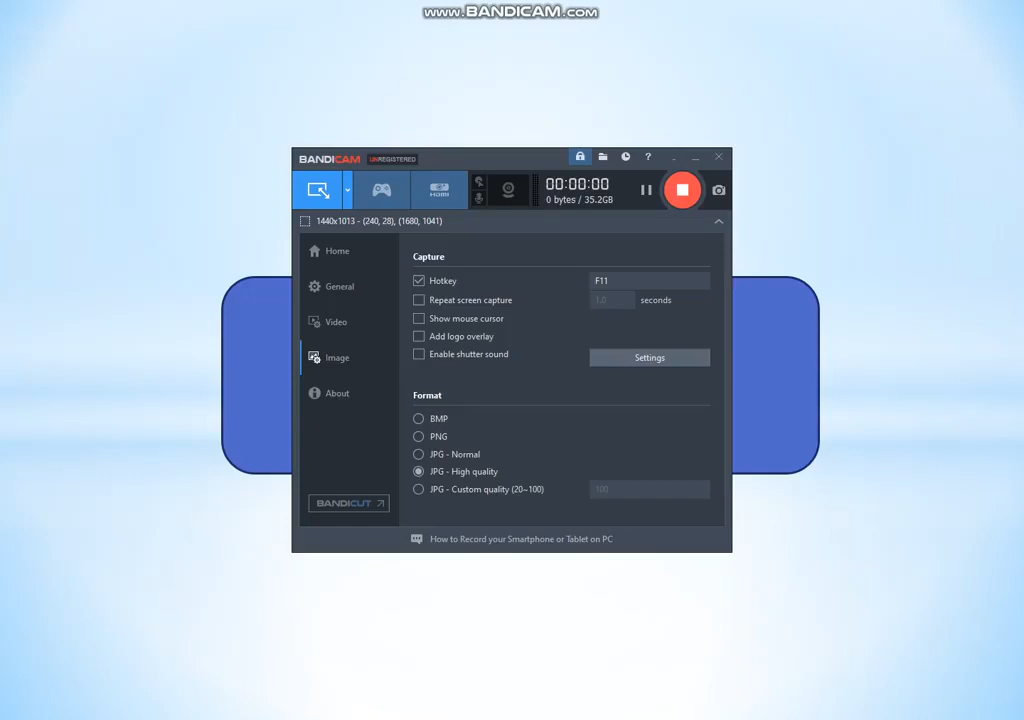 www.BANDICAM.com
BANDICAM UNREGISTERED
HDMI
00:00:00
0 bytes / 35.2GB
1440x1013 - (240, 28), (1680, 1041)
Home
General
Video
Image
About
BANDICUT
Capture
Hotkey F11
Repeat screen capture 1.0 seconds
Show mouse cursor
Add logo overlay
Enable shutter sound
Settings
Format
BMP
PNG
JPG - Normal
JPG - High quality
JPG - Custom quality (20~100) 100
How to Record your Smartphone or Tablet on PC